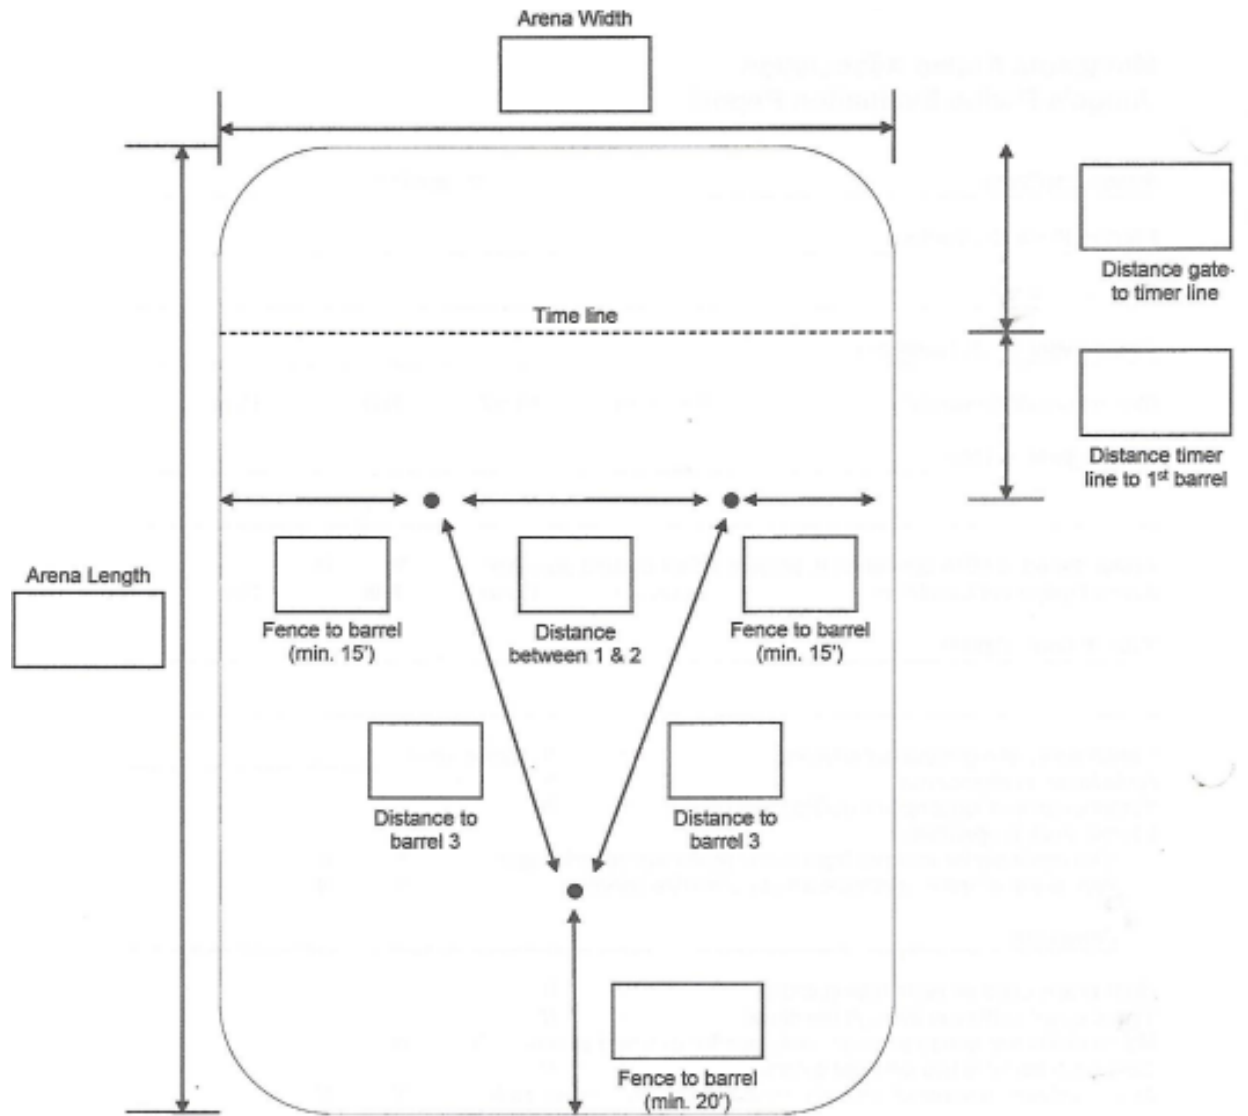 Arena Width
Distance gate-
to timer line
Time line
Distance timer
line to 1st barrel
Arena Length
Fence to barrel
(min. 15')
Distance
between 1 & 2
Fence to barrel
(min. 15')
Distance to
barrel 3
Distance to
barrel 3
Fence to barrel
(min. 20')